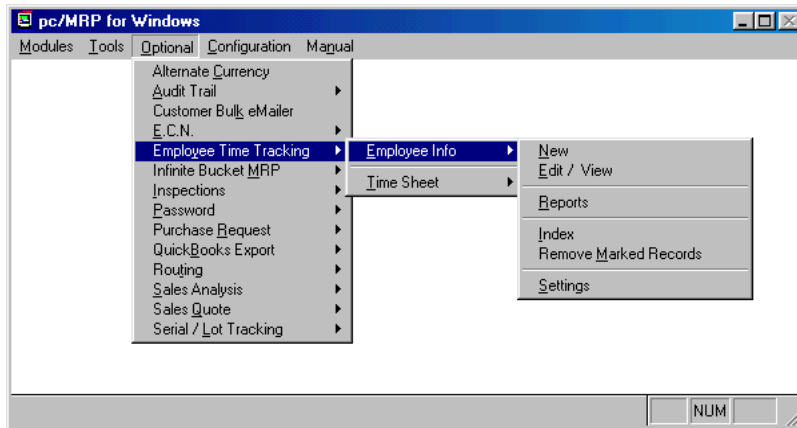 pc/MRP for Windows
Modules Tools Optional Configuration Manual
Alternate Currency
Audit Trail
Customer Bulk eMailer
E.C.N.
Employee Time Tracking
Infinite Bucket MRP
Inspections
Password
Purchase Request
QuickBooks Export
Routing
Sales Analysis
Sales Quote
Serial / Lot Tracking
Employee Info
Time Sheet
New
Edit / View
Reports
Index
Remove Marked Records
Settings
NUM